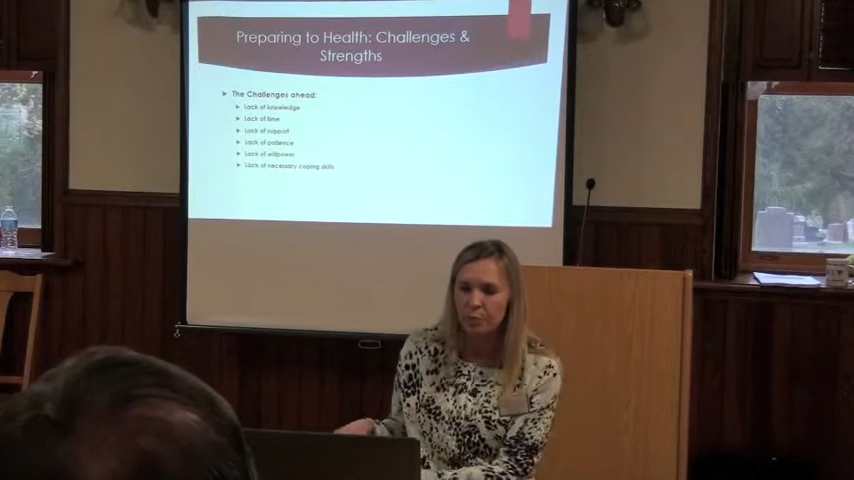 Preparing to Health: Challenges &
Strengths:
The Challenges ahead:
Lack of knowledge
Lack of time
Lack of support
Lack of patience
Lack of willpower
Lack of necessary coping skills